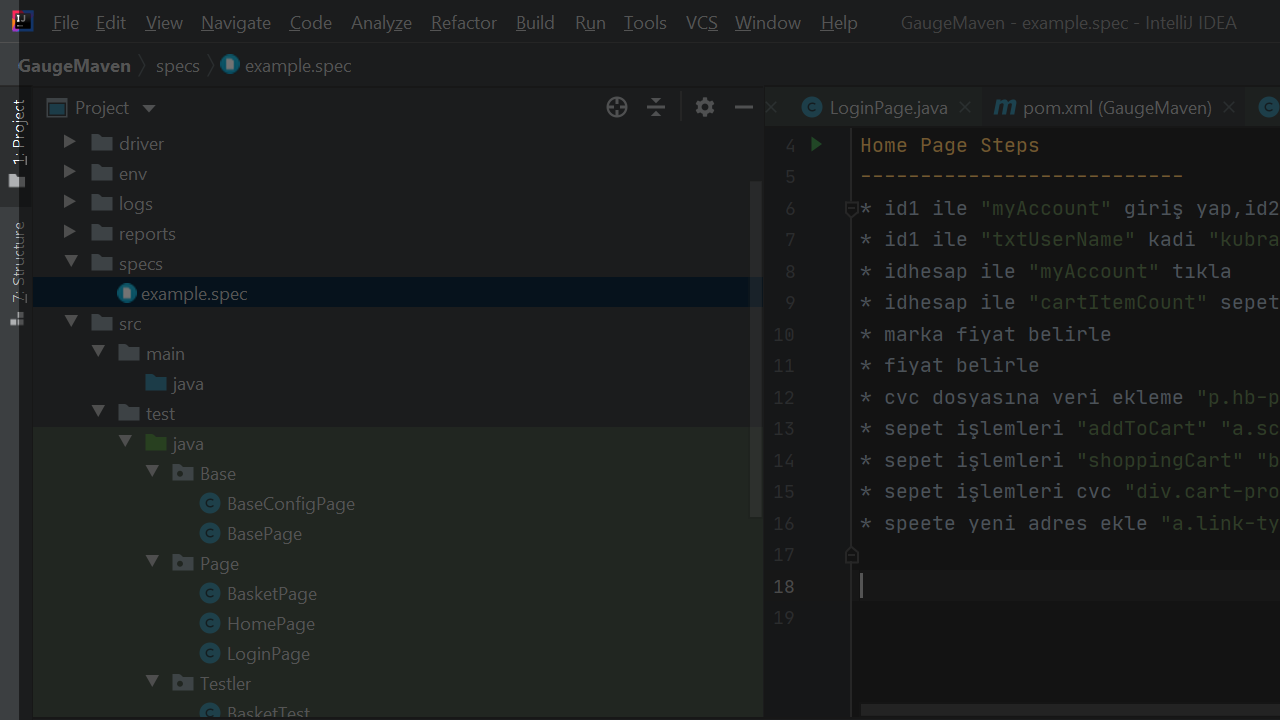 File Edit View Navigate Code Analyze Refactor Build Run Tools VCS Window Help GaugeMaven - example.spec - IntelliJ IDEA
GaugeMaven specs example.spec
1: Project
7: Structure
Project
driver
env
logs
reports
specs
example.spec
src
main
java
test
java
Base
BaseConfigPage
BasePage
Page
BasketPage
HomePage
LoginPage
Testler
BasketTest
LoginPage.java pom.xml (GaugeMaven)
4 Home Page Steps
5 ---------------------------
6 * id1 ile "myAccount" giriş yap,id2
7 * id1 ile "txtUserName" kadi "kubra
8 * idhesap ile "myAccount" tıkla
9 * idhesap ile "cartItemCount" sepet
10 * marka fiyat belirle
11 * fiyat belirle
12 * cvc dosyasına veri ekleme "p.hb-p
13 * sepet işlemleri "addToCart" "a.sc
14 * sepet işlemleri "shoppingCart" "b
15 * sepet işlemleri cvc "div.cart-pro
16 * speete yeni adres ekle "a.link-ty
17
18
19